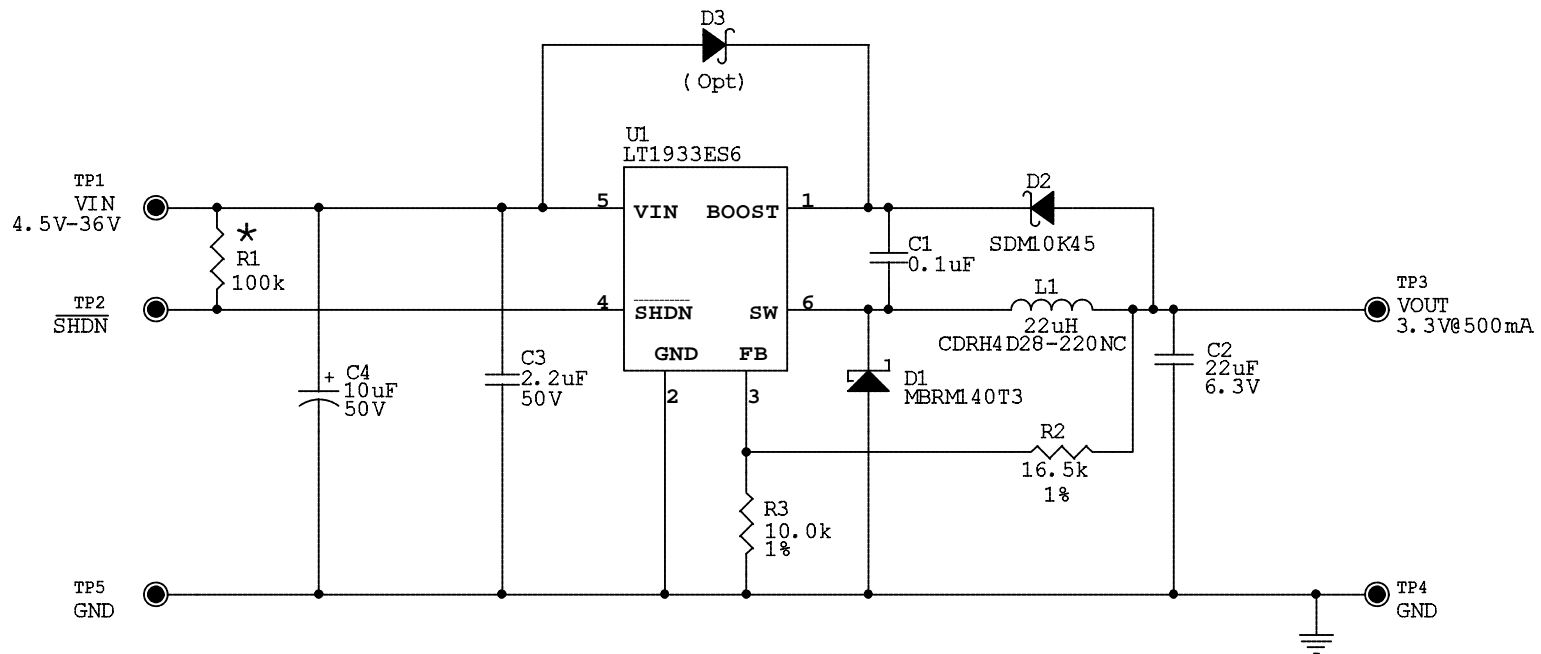 D3
(Opt)
U1
LT1933ES6
TP1
VIN
4.5V-36V
5
VIN
BOOST
1
D2
SDM10K45
*
R1
100k
C1
0.1uF
TP2
SHDN
4
SHDN
SW
6
L1
22uH
CDRH4D28-220NC
TP3
VOUT
3.3V@500mA
GND
FB
2
3
+
C4
10uF
50V
C3
2.2uF
50V
D1
MBRM140T3
C2
22uF
6.3V
R2
16.5k
1%
R3
10.0k
1%
TP5
GND
TP4
GND